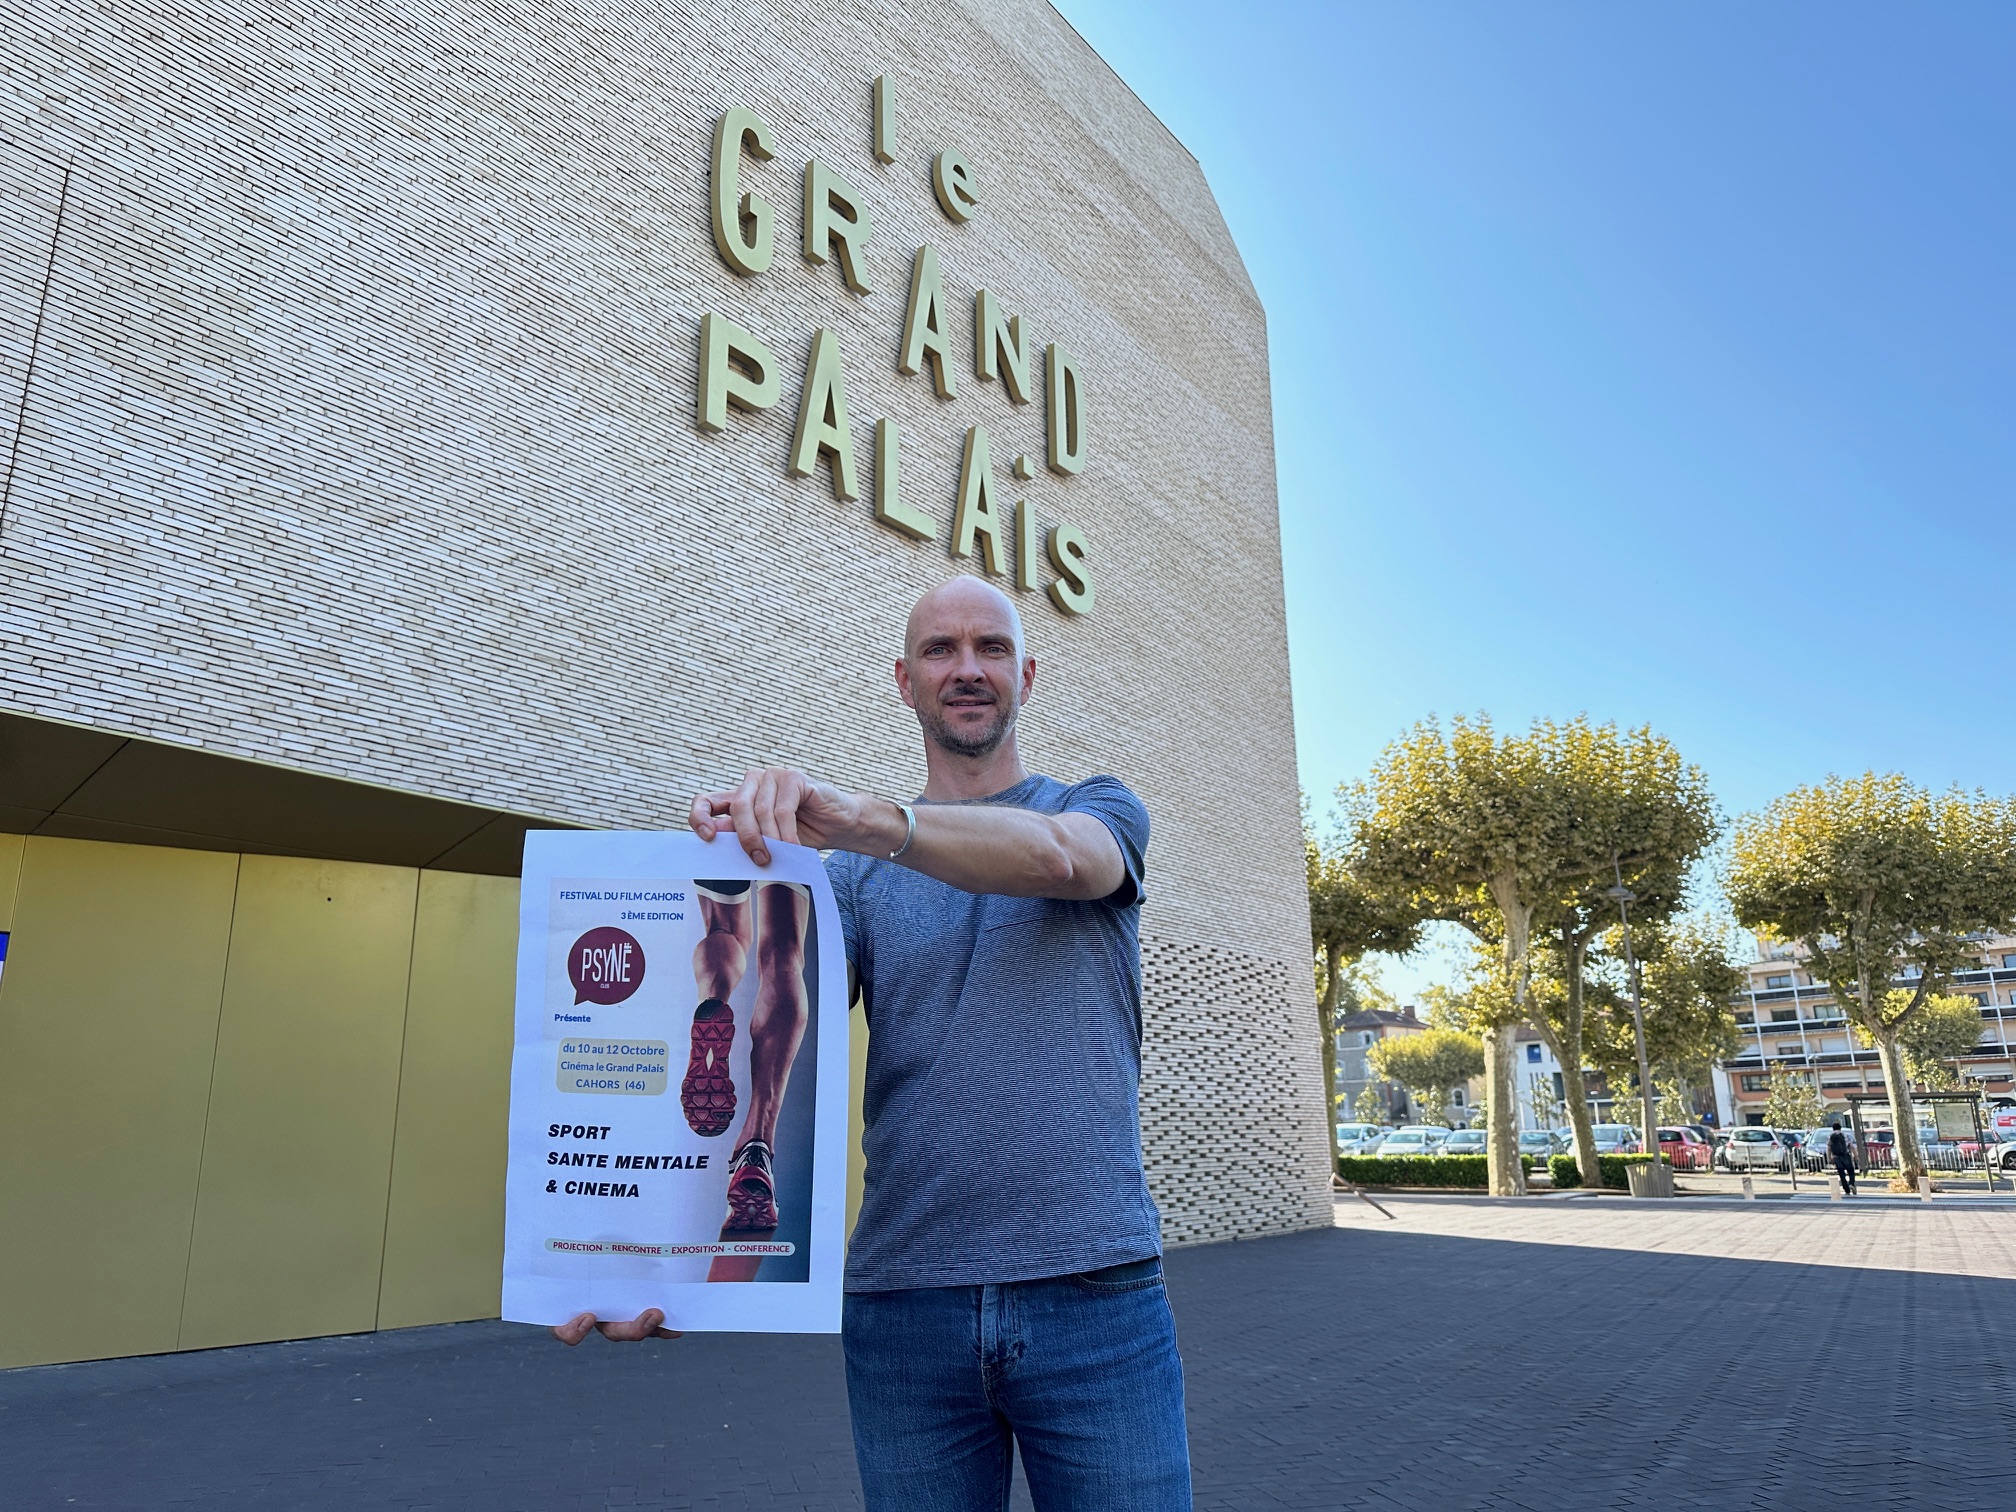 le
GRAND
PALAiS
FESTIVAL DU FILM CAHORS
3 ÈME EDITION
PSYNÉ
CLUB
Présente
du 10 au 12 Octobre
Cinéma le Grand Palais
CAHORS (46)
SPORT
SANTE MENTALE
& CINEMA
PROJECTION - RENCONTRE - EXPOSITION - CONFERENCE